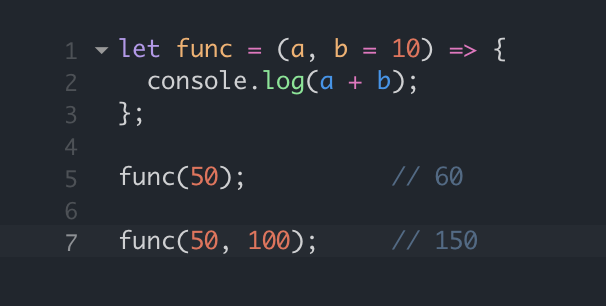 1 let func = (a, b = 10) => {
2 console.log(a + b);
3 };
4
5 func(50); // 60
6
7 func(50, 100); // 150